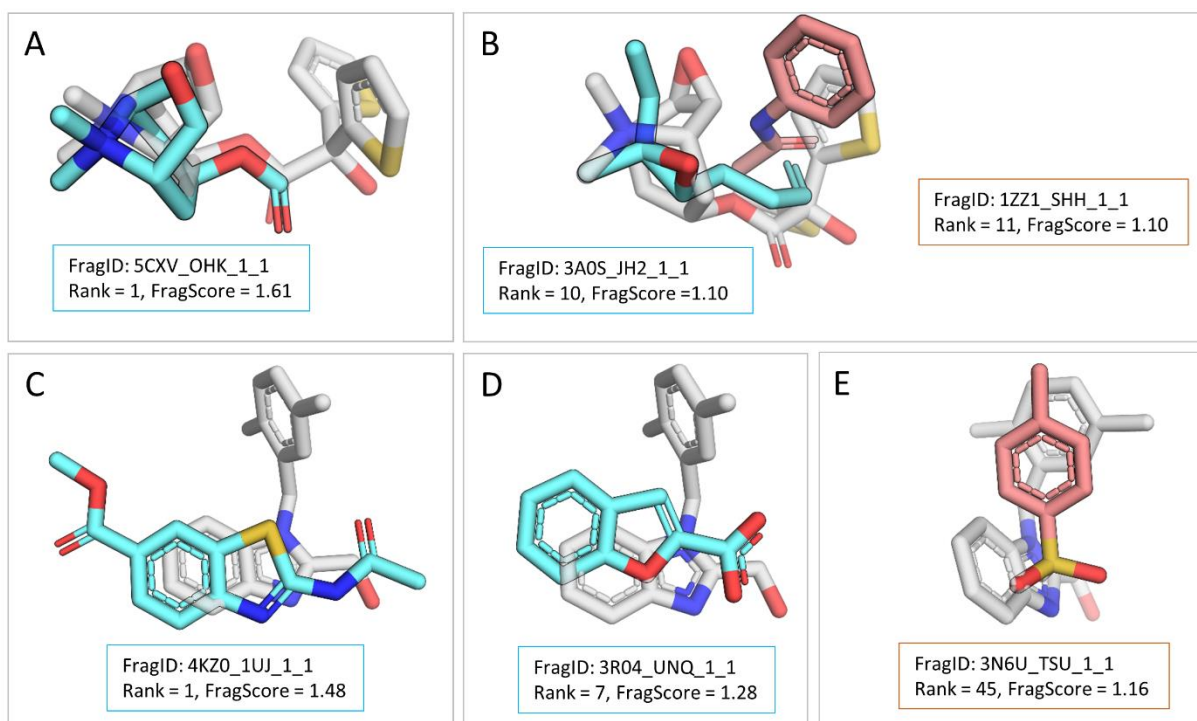 A
FragID: 5CXV_OHK_1_1
Rank = 1, FragScore = 1.61
B
FragID: 3A0S_JH2_1_1
Rank = 10, FragScore =1.10
FragID: 1ZZ1_SHH_1_1
Rank = 11, FragScore = 1.10
C
FragID: 4KZ0_1UJ_1_1
Rank = 1, FragScore = 1.48
D
FragID: 3R04_UNQ_1_1
Rank = 7, FragScore = 1.28
E
FragID: 3N6U_TSU_1_1
Rank = 45, FragScore = 1.16